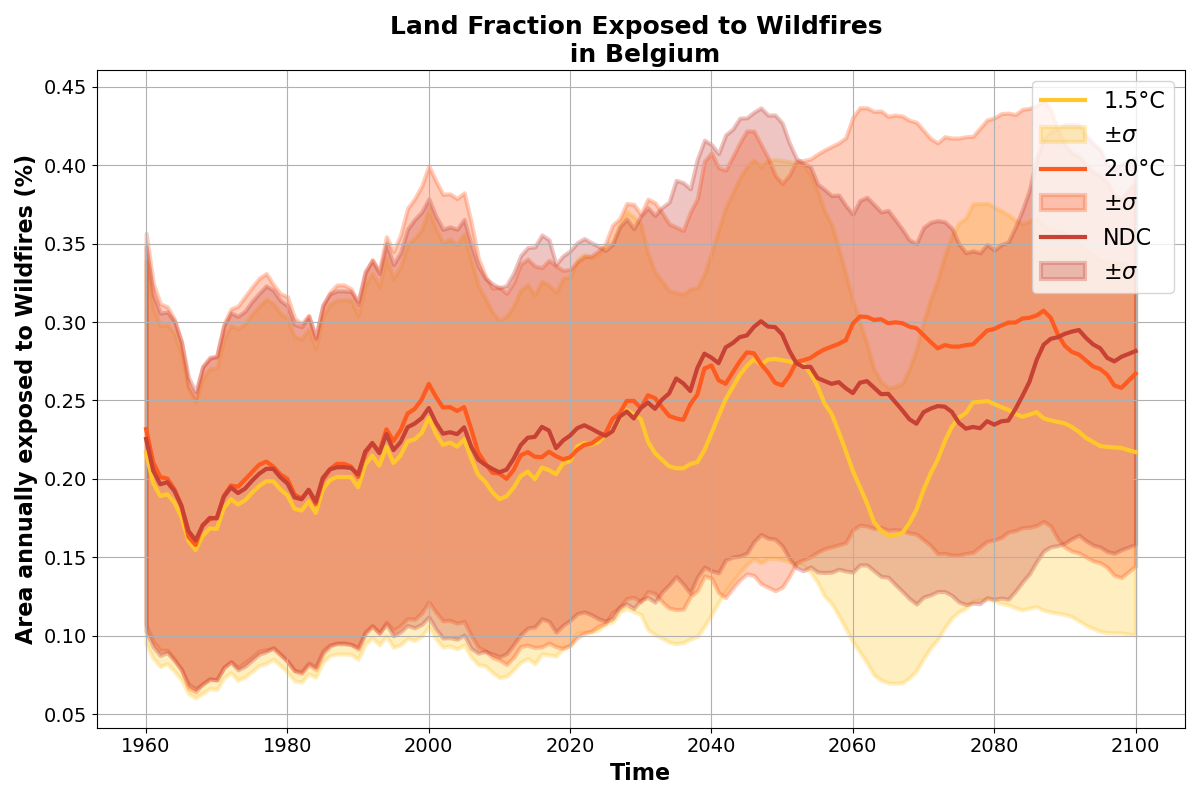 Land Fraction Exposed to Wildfires
in Belgium
Area annually exposed to Wildfires (%)
0.45
0.40
0.35
0.30
0.25
0.20
0.15
0.10
0.05
1.5°C
±σ
2.0°C
±σ
NDC
±σ
1960
1980
2000
2020
2040
2060
2080
2100
Time